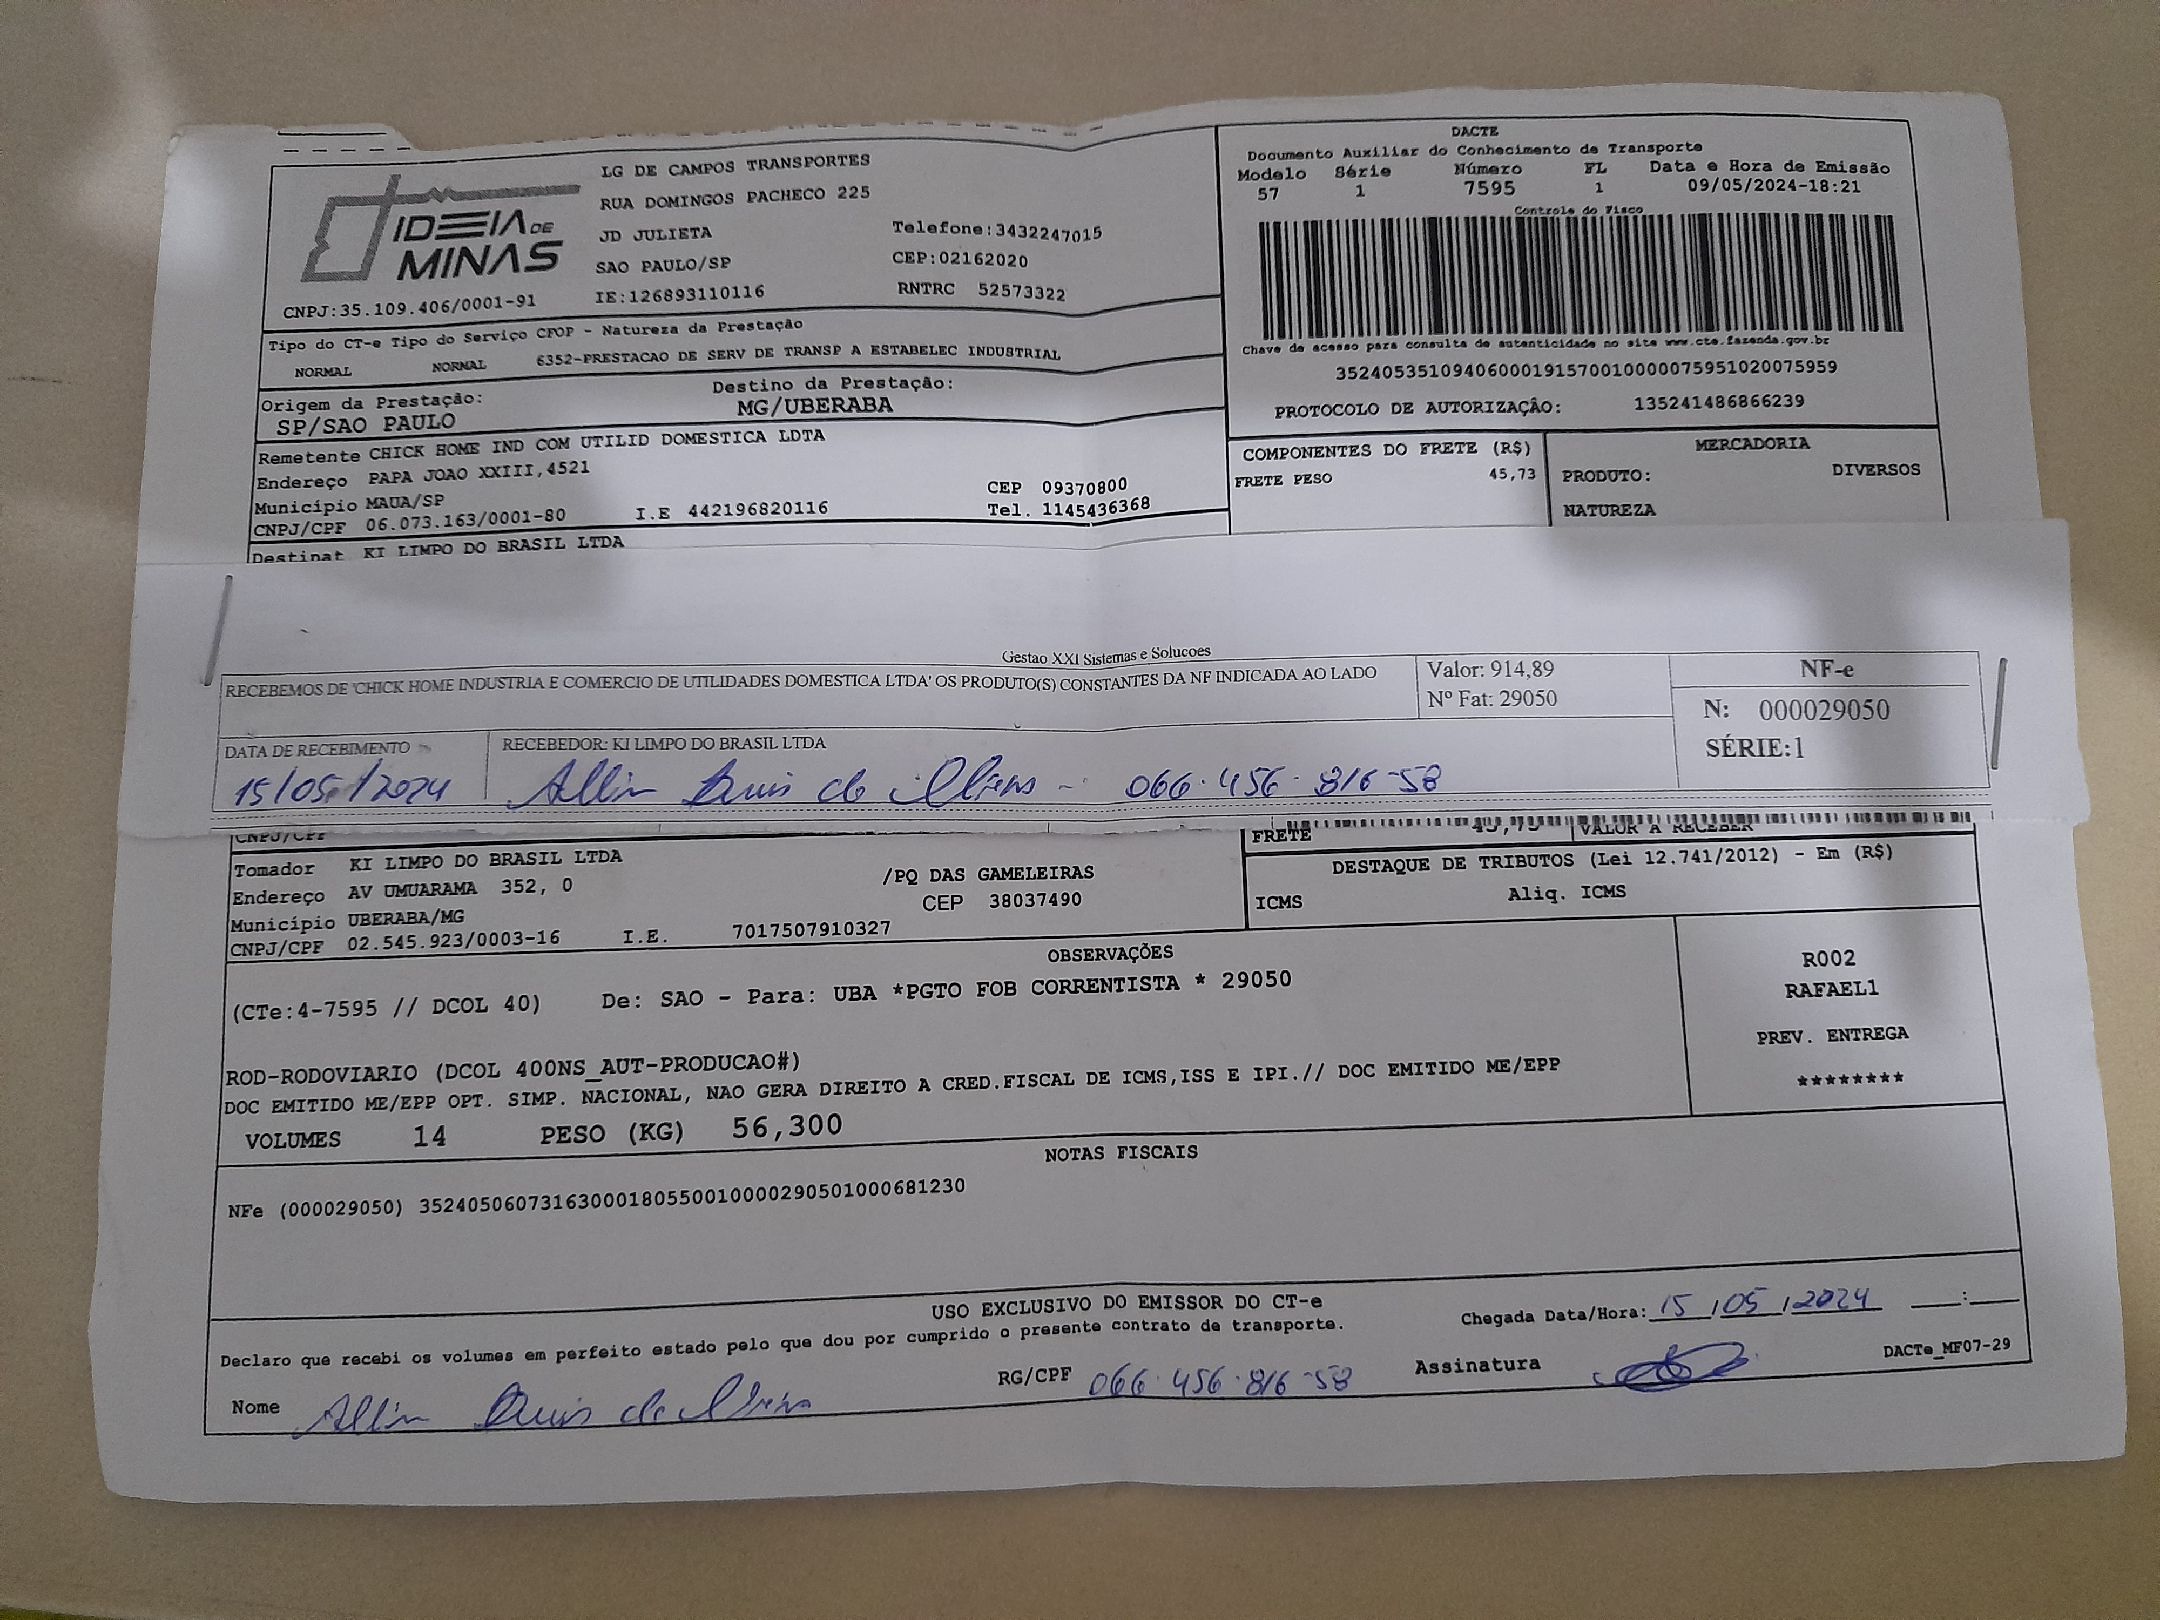 IDEIA DE MINAS
CNPJ:35.109.406/0001-91
LG DE CAMPOS TRANSPORTES
RUA DOMINGOS PACHECO 225
JD JULIETA
Telefone:3432247015
SAO PAULO/SP
CEP:02162020
IE:126893110116
RNTRC 52573322
DACTE
Documento Auxiliar do Conhecimento de Transporte
Modelo Série Número FL Data e Hora de Emissão
57 1 7595 1 09/05/2024-18:21
Controle do Fisco
Chave de acesso para consulta de autenticidade no site www.cte.fazenda.gov.br
35240535109406000191570010000075951020075959
PROTOCOLO DE AUTORIZAÇÃO: 135241486866239
Tipo do CT-e Tipo do Serviço CFOP - Natureza da Prestação
NORMAL NORMAL 6352-PRESTACAO DE SERV DE TRANSP A ESTABELEC INDUSTRIAL
Origem da Prestação: Destino da Prestação:
SP/SAO PAULO MG/UBERABA
Remetente CHICK HOME IND COM UTILID DOMESTICA LDTA
Endereço PAPA JOAO XXIII,4521
Município MAUA/SP CEP 09370800
CNPJ/CPF 06.073.163/0001-80 I.E 442196820116 Tel. 1145436368
Destinat KI LIMPO DO BRASIL LTDA
COMPONENTES DO FRETE (R$)
FRETE PESO 45,73
MERCADORIA
PRODUTO: DIVERSOS
NATUREZA
Gestao XXI Sistemas e Solucoes
RECEBEMOS DE 'CHICK HOME INDUSTRIA E COMERCIO DE UTILIDADES DOMESTICA LTDA' OS PRODUTO(S) CONSTANTES DA NF INDICADA AO LADO
Valor: 914,89
Nº Fat: 29050
NF-e
N: 000029050
SÉRIE:1
DATA DE RECEBIMENTO
15/05/2024
RECEBEDOR: KI LIMPO DO BRASIL LTDA
066.456.816-58
CNPJ/CPF
FRETE 45,73 VALOR A RECEBER
Tomador KI LIMPO DO BRASIL LTDA
Endereço AV UMUARAMA 352, 0 /PQ DAS GAMELEIRAS
Município UBERABA/MG CEP 38037490
CNPJ/CPF 02.545.923/0003-16 I.E. 7017507910327
DESTAQUE DE TRIBUTOS (Lei 12.741/2012) - Em (R$)
ICMS Aliq. ICMS
OBSERVAÇÕES
(CTe:4-7595 // DCOL 40) De: SAO - Para: UBA *PGTO FOB CORRENTISTA * 29050
ROD-RODOVIARIO (DCOL 400NS_AUT-PRODUCAO#)
DOC EMITIDO ME/EPP OPT. SIMP. NACIONAL, NAO GERA DIREITO A CRED.FISCAL DE ICMS,ISS E IPI.// DOC EMITIDO ME/EPP
VOLUMES 14 PESO (KG) 56,300
R002
RAFAEL1
PREV. ENTREGA
********
NOTAS FISCAIS
NFe (000029050) 35240506073163000180550010000290501000681230
USO EXCLUSIVO DO EMISSOR DO CT-e
Declaro que recebi os volumes em perfeito estado pelo que dou por cumprido o presente contrato de transporte.
Chegada Data/Hora: 15/05/2024 __:__
Nome
RG/CPF 066.456.816-58
Assinatura
DACTe_MF07-29